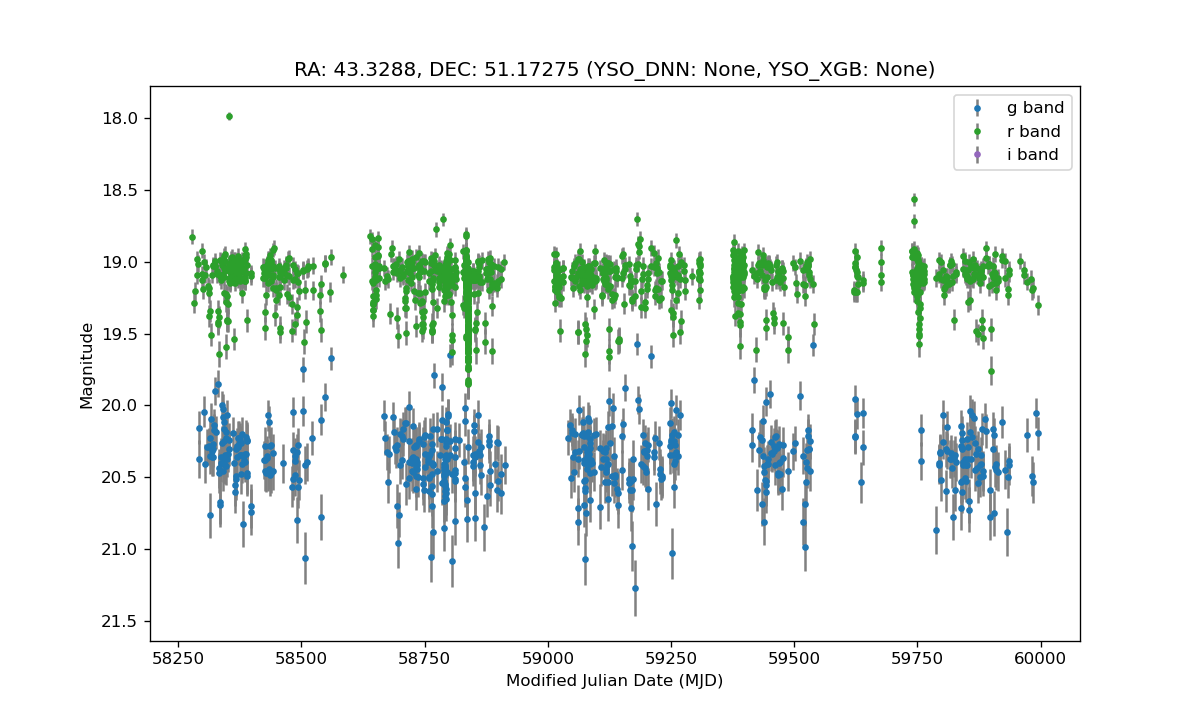 RA: 43.3288, DEC: 51.17275 (YSO_DNN: None, YSO_XGB: None)
g band
r band
i band
18.0
18.5
19.0
19.5
20.0
20.5
21.0
21.5
Magnitude
58250 58500 58750 59000 59250 59500 59750 60000
Modified Julian Date (MJD)